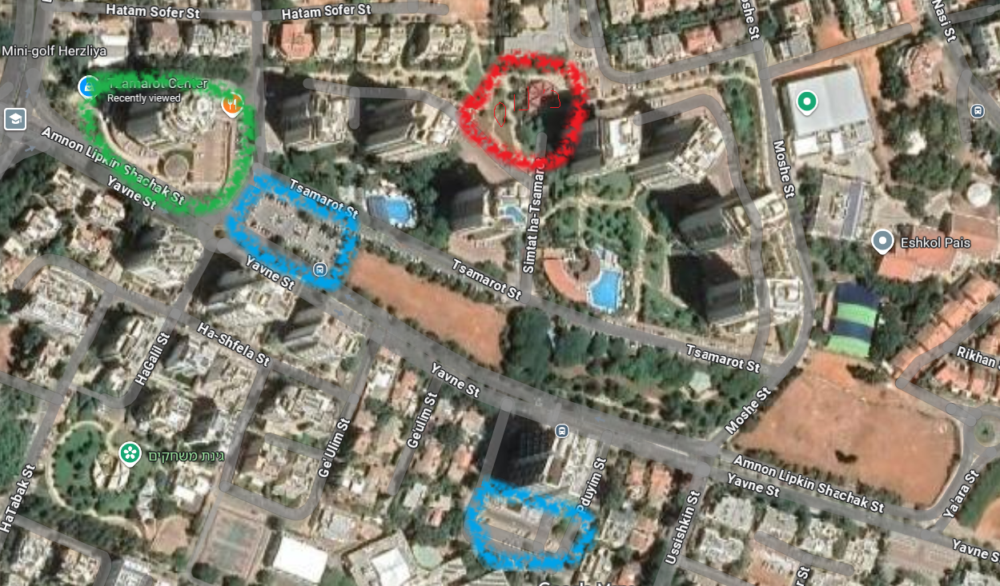 Hatam Sofer St
Hatam Sofer St
Moshe St
Nasi St
Mini-golf Herzliya
Tsamarot Center
Recently viewed
Amnon Lipkin Shachak St
Yavne St
Tsamarot St
Simtat ha-Tsamarot
Moshe St
Eshkol Pais
Yavne St
Tsamarot St
Tsamarot St
HaGalil St
Ha-Shfela St
Yavne St
Rikhan
Moshe St
Ge'ulim St
Ge'Ulim St
גינת משחקים
HaTabak St
Pduyim St
Amnon Lipkin Shachak St
Yavne St
Ya'ara St
Ussishkin St
Yavne S
r St